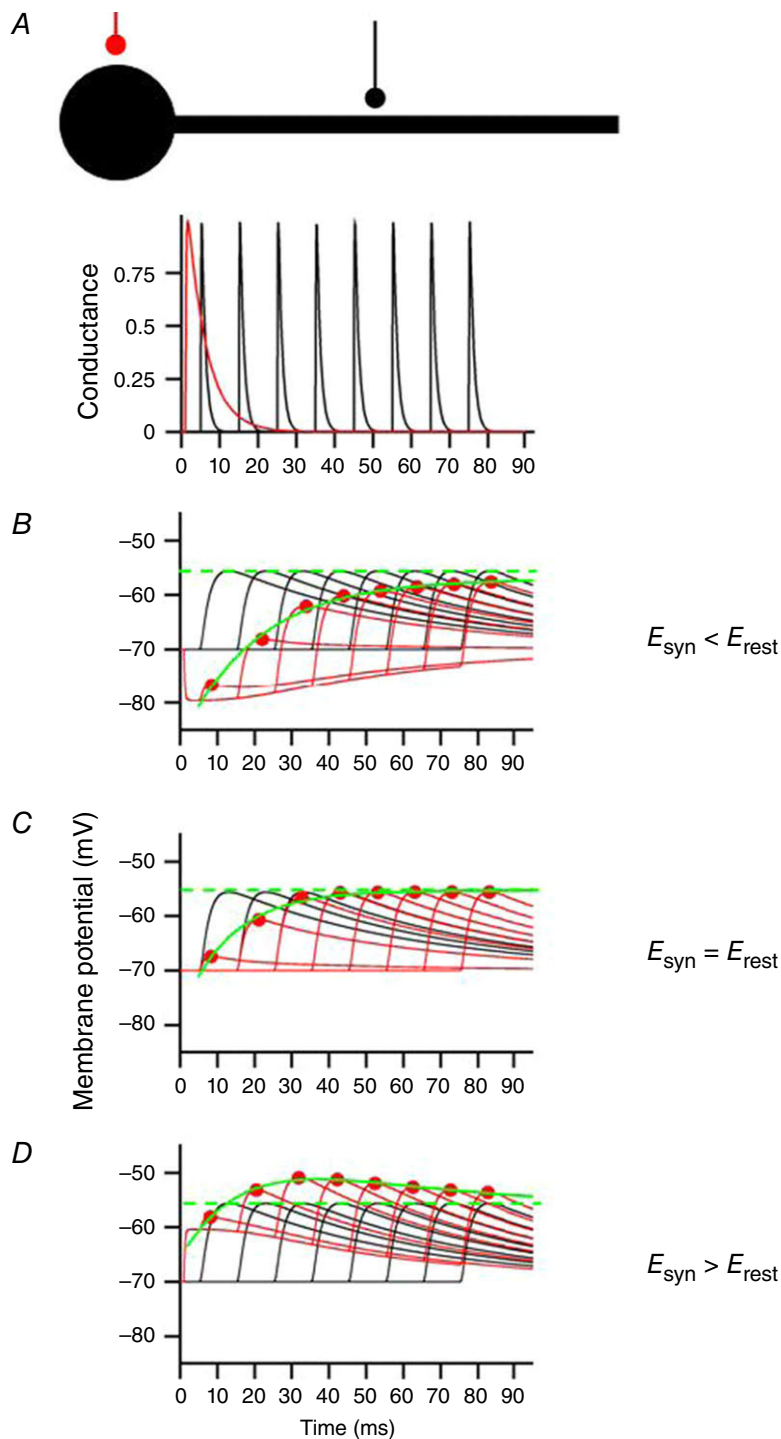 A
Conductance
0.75
0.5
0.25
0
0 10 20 30 40 50 60 70 80 90
B
–50
–60
–70
–80
0 10 20 30 40 50 60 70 80 90
Esyn < Erest
C
Membrane potential (mV)
–50
–60
–70
–80
0 10 20 30 40 50 60 70 80 90
Esyn = Erest
D
–50
–60
–70
–80
0 10 20 30 40 50 60 70 80 90
Time (ms)
Esyn > Erest